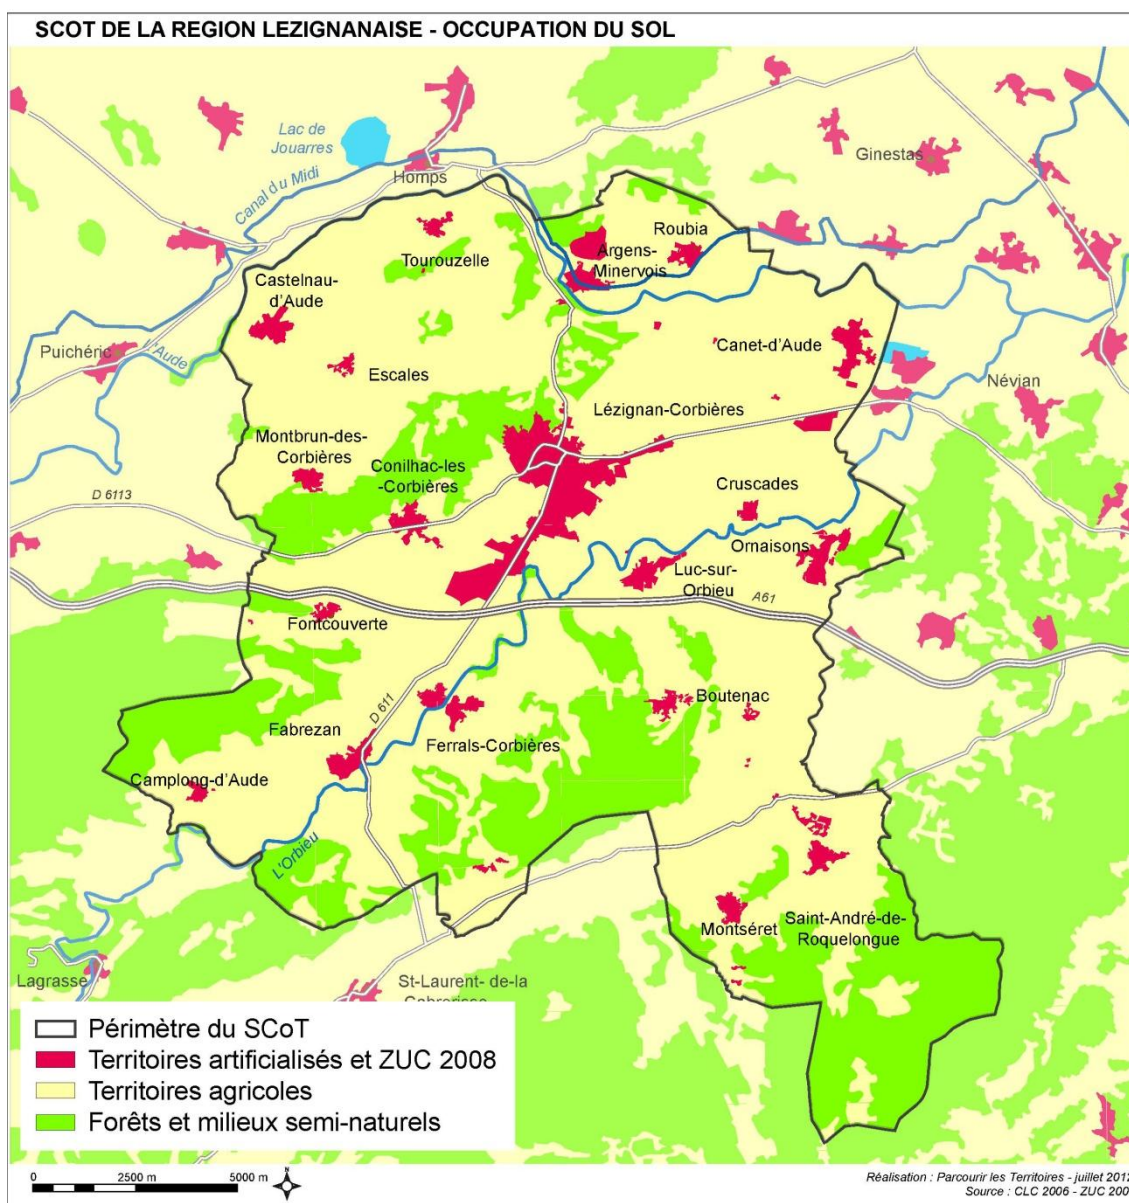 SCOT DE LA REGION LEZIGNANAISE - OCCUPATION DU SOL
Lac de
Jouarres
Canal du Midi
Homps
Ginestas
Roubia
Argens-
Minervois
Tourouzelle
Castelnau-
d'Aude
Puichéric
L'Aude
Escales
Canet-d'Aude
Névian
Lézignan-Corbières
Montbrun-des-
Corbières
Conilhac-les
-Corbières
D 6113
Cruscades
Ornaisons
Luc-sur-
Orbieu
A61
Fontcouverte
D 611
Boutenac
Fabrezan
Ferrals-Corbières
Camplong-d'Aude
L'Orbieu
Montséret
Saint-André-de-
Roquelongue
Lagrasse
St-Laurent- de-la
Périmètre du SCoT
Territoires artificialisés et ZUC 2008
Territoires agricoles
Forêts et milieux semi-naturels
0 2500 m 5000 m
N
Réalisation : Parcourir les Territoires - juillet 2012
Source : CLC 2006 - ZUC 200